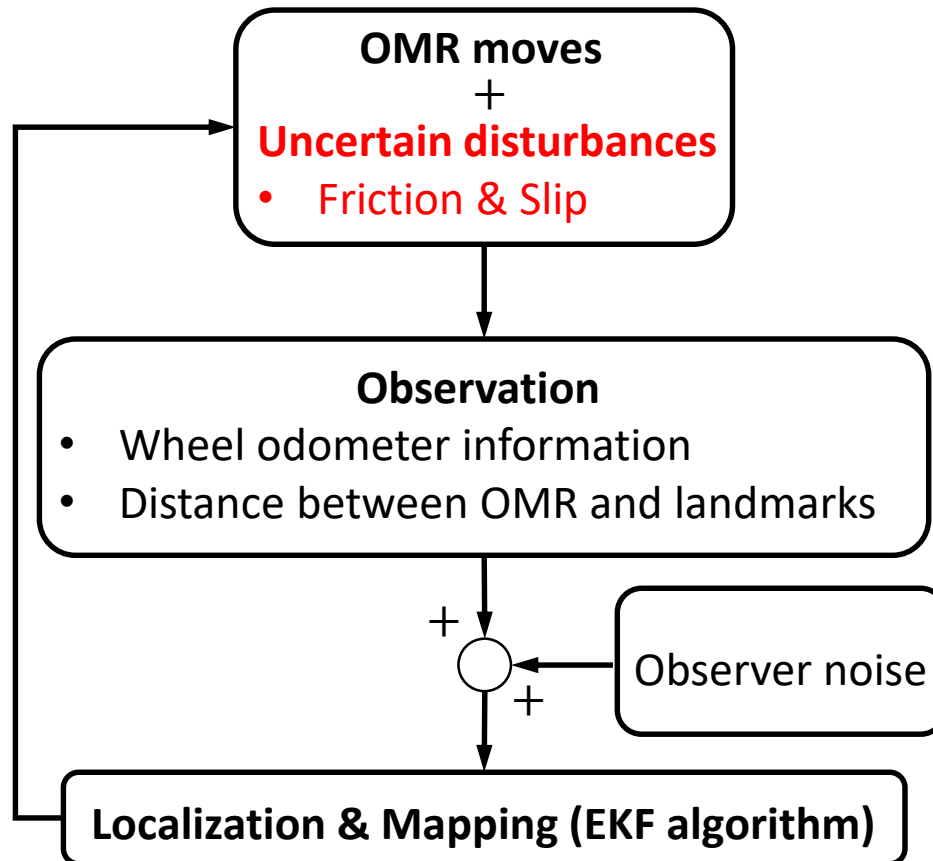 OMR moves
+
Uncertain disturbances
• Friction & Slip
Observation
• Wheel odometer information
• Distance between OMR and landmarks
+
Observer noise
+
Localization & Mapping (EKF algorithm)